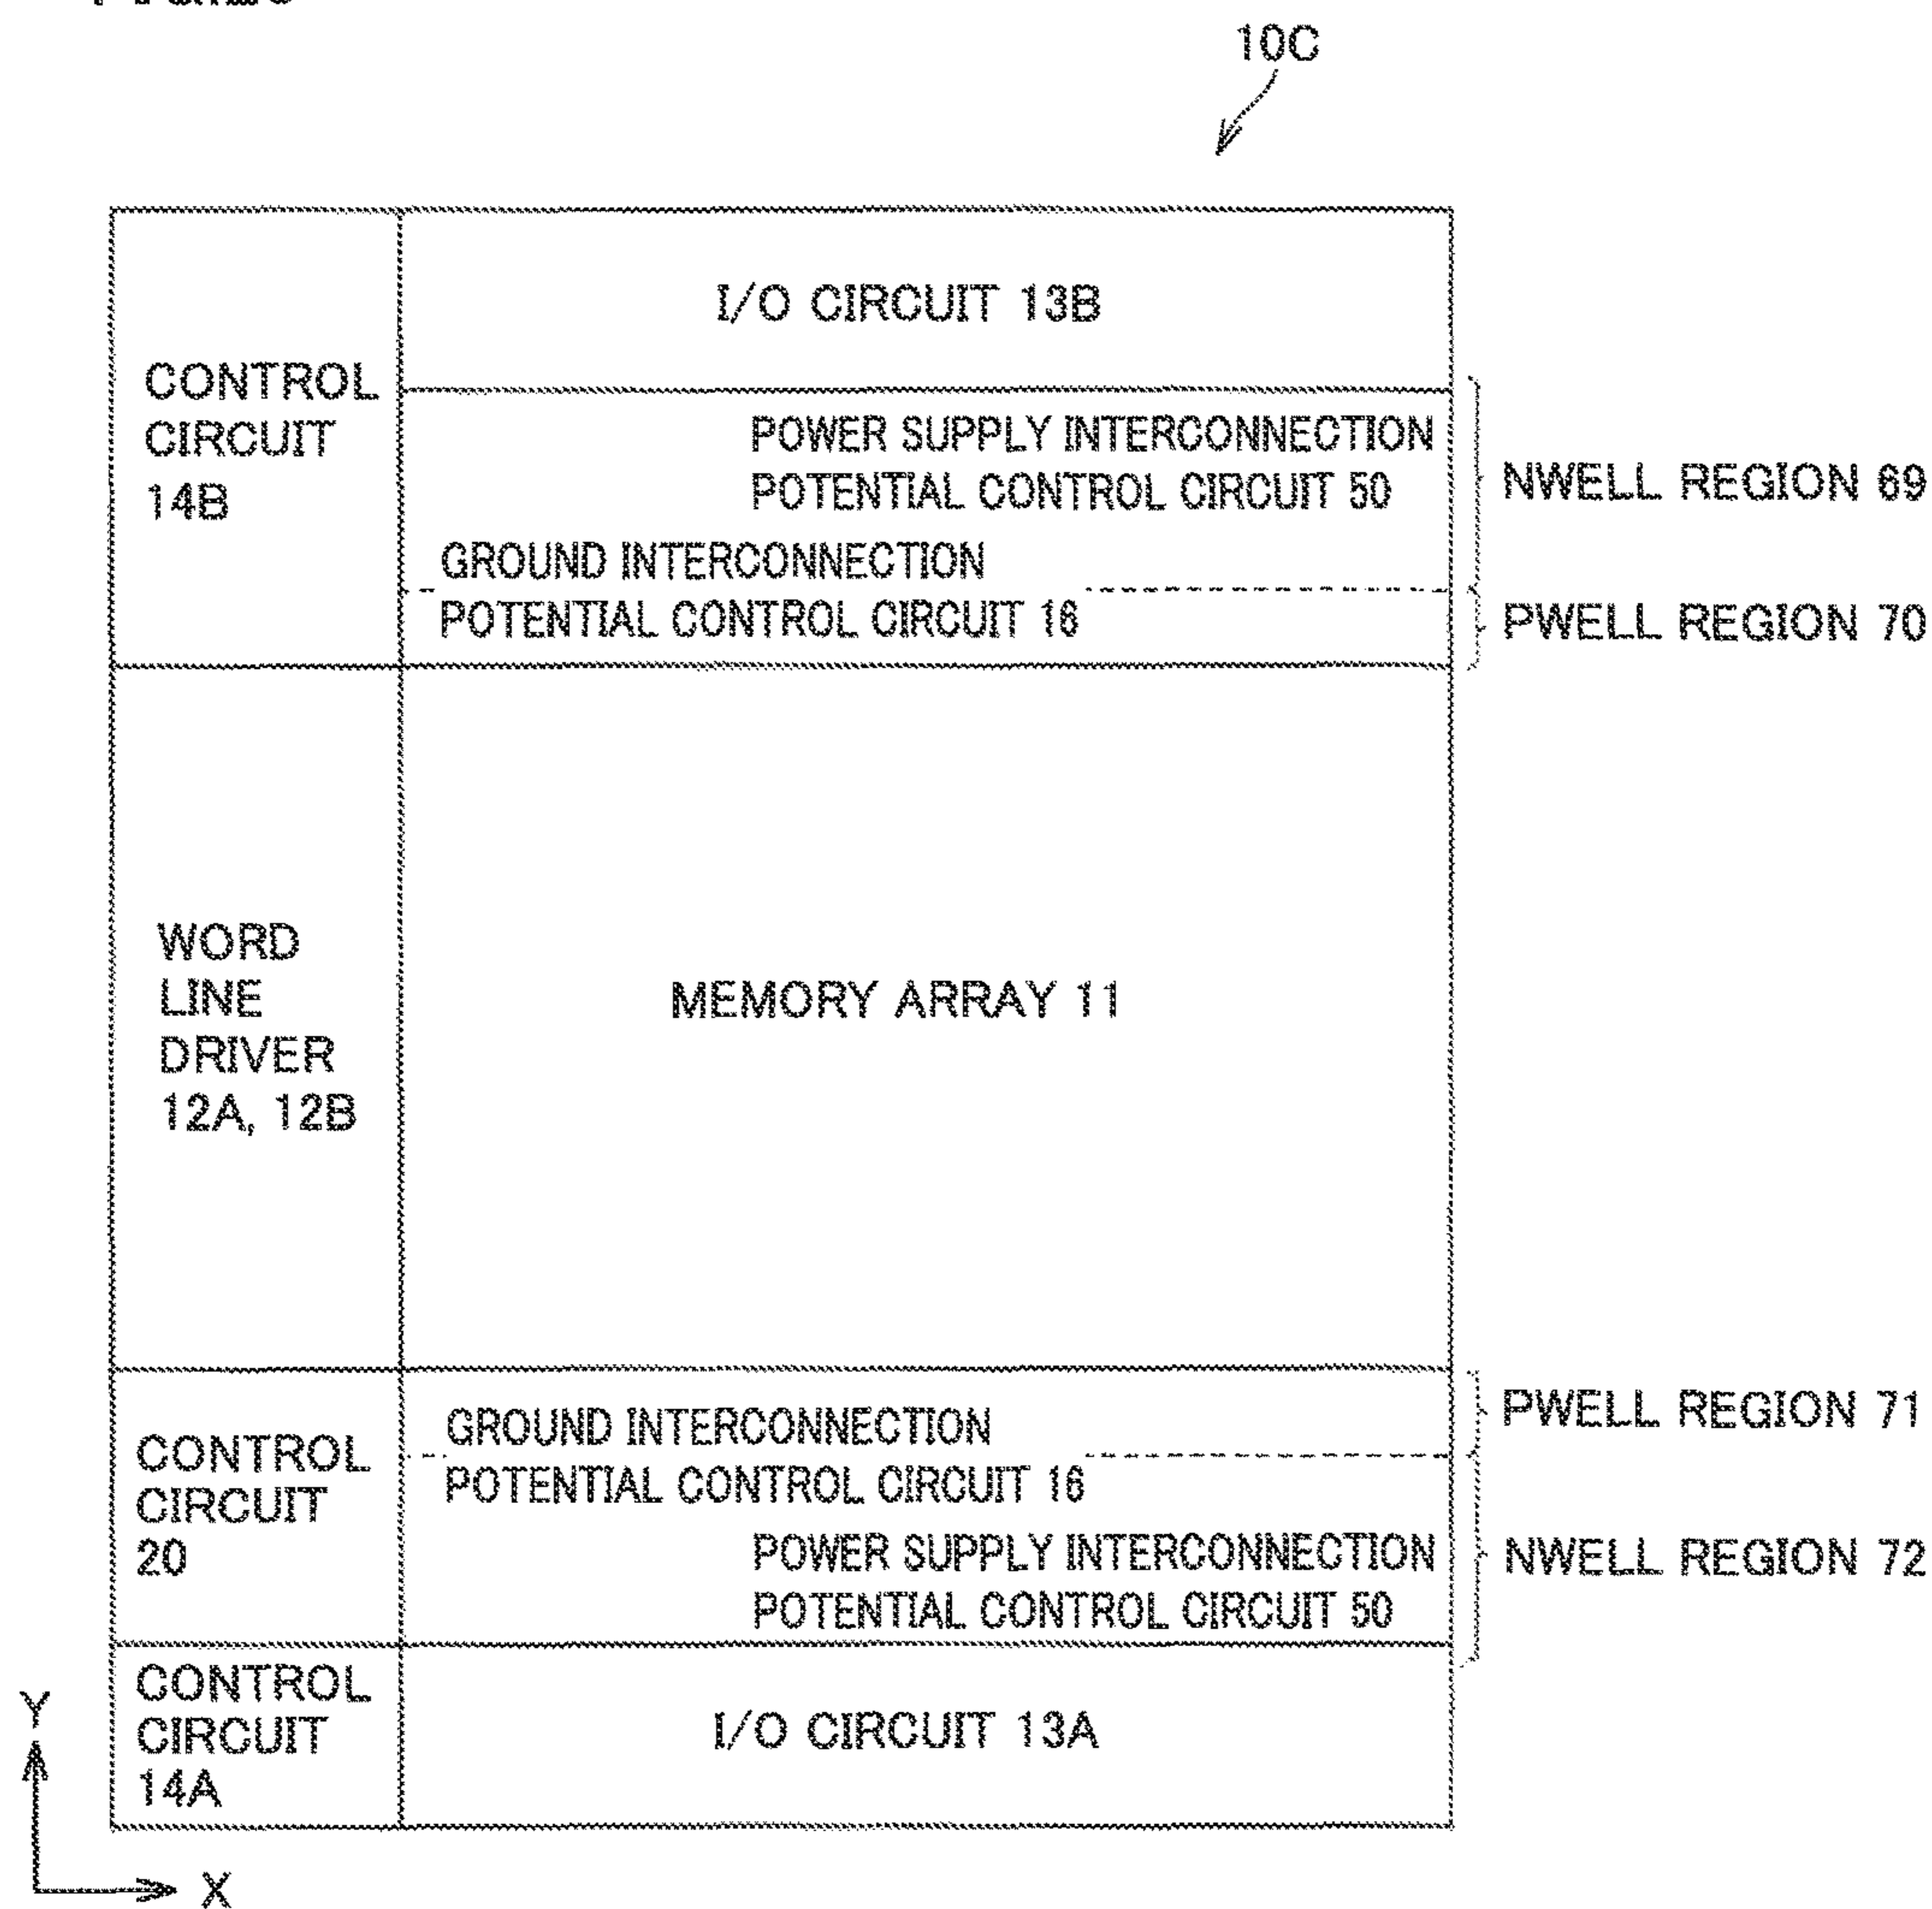 10C
I/O CIRCUIT 13B
CONTROL
CIRCUIT
14B
POWER SUPPLY INTERCONNECTION
POTENTIAL CONTROL CIRCUIT 50
NWELL REGION 69
GROUND INTERCONNECTION
POTENTIAL CONTROL CIRCUIT 16
PWELL REGION 70
WORD
LINE
DRIVER
12A, 12B
MEMORY ARRAY 11
PWELL REGION 71
GROUND INTERCONNECTION
POTENTIAL CONTROL CIRCUIT 16
CONTROL
CIRCUIT
20
POWER SUPPLY INTERCONNECTION
POTENTIAL CONTROL CIRCUIT 50
NWELL REGION 72
CONTROL
CIRCUIT
14A
I/O CIRCUIT 13A
Y
X